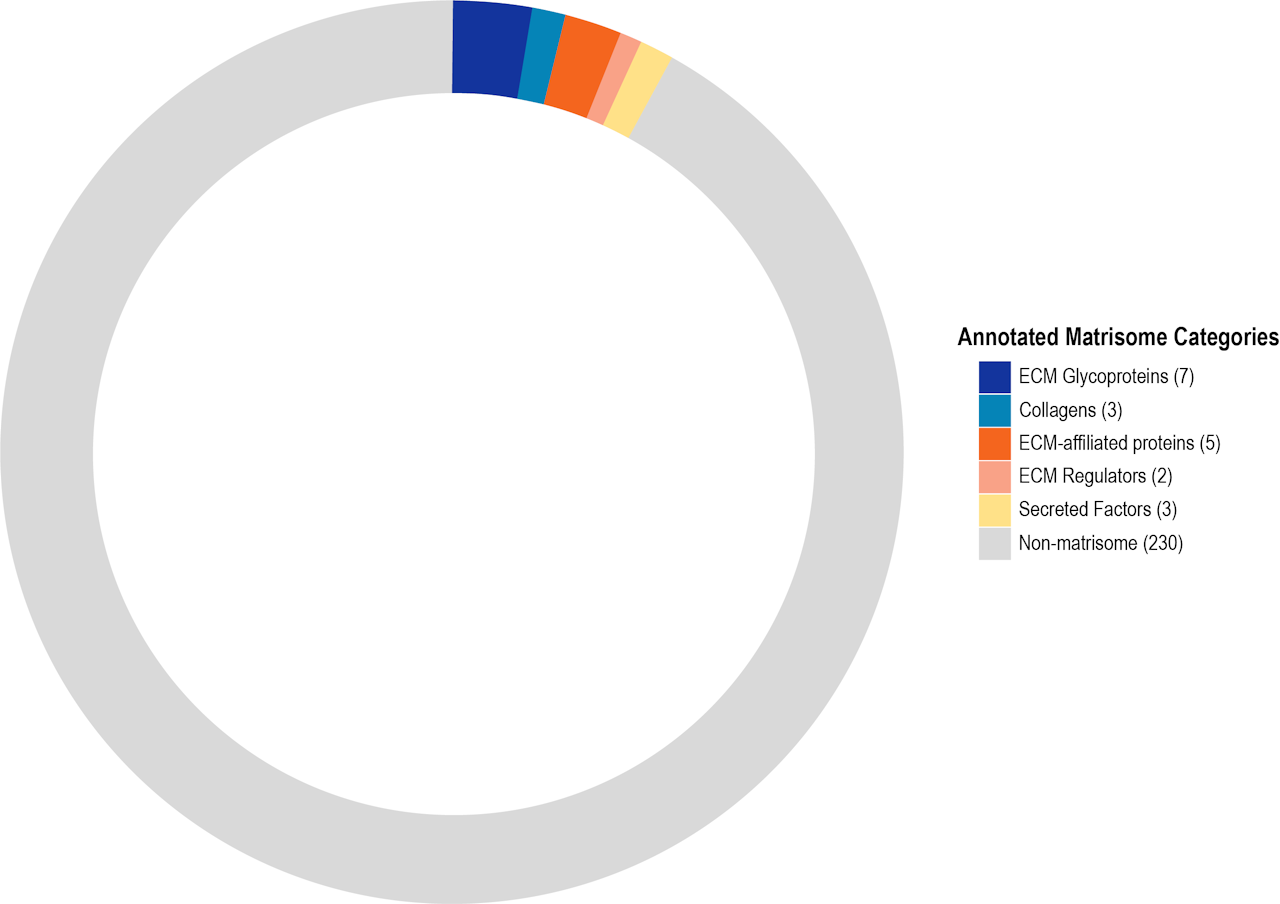 Annotated Matrisome Categories
ECM Glycoproteins (7)
Collagens (3)
ECM-affiliated proteins (5)
ECM Regulators (2)
Secreted Factors (3)
Non-matrisome (230)